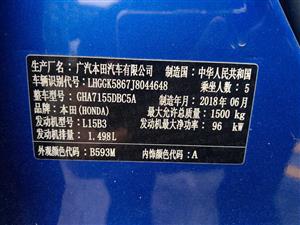 生产厂名：广汽本田汽车有限公司 制造国：中华人民共和国
车辆识别代号：LHGGK5867J8044648 乘坐人数：5
整车型号：GHA7155DBC5A 制造年月：2018年06月
品牌：本田(HONDA) 最大允许总质量：1500 kg
发动机型号：L15B3 发动机最大净功率：96 kW
发动机排量：1.498L
外观颜色代码：B593M 内饰颜色代码：A